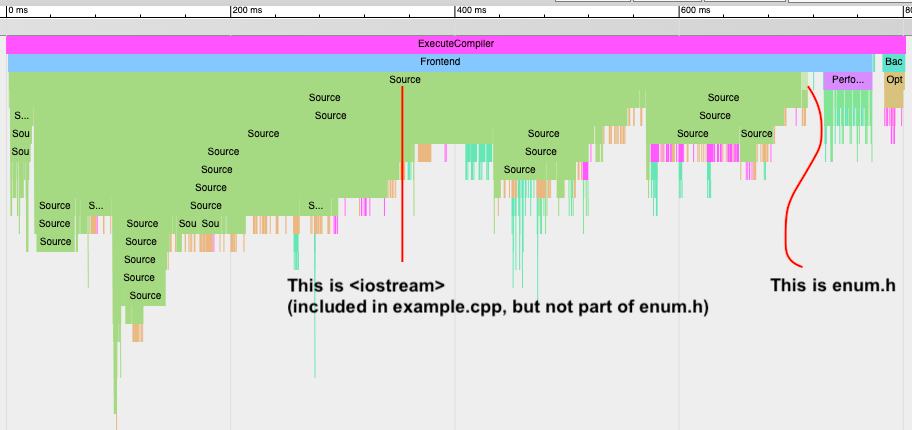 0 ms 200 ms 400 ms 600 ms 80
ExecuteCompiler
Frontend Bac
Source Perfo... Opt
Source Source
S... Source Source
Sou Source Source Source Source
Sou Source Source
Source Source
Source
Source S... Source S...
Source Source Sou Sou
Source Source
Source
Source
Source
This is <iostream>
(included in example.cpp, but not part of enum.h)
This is enum.h